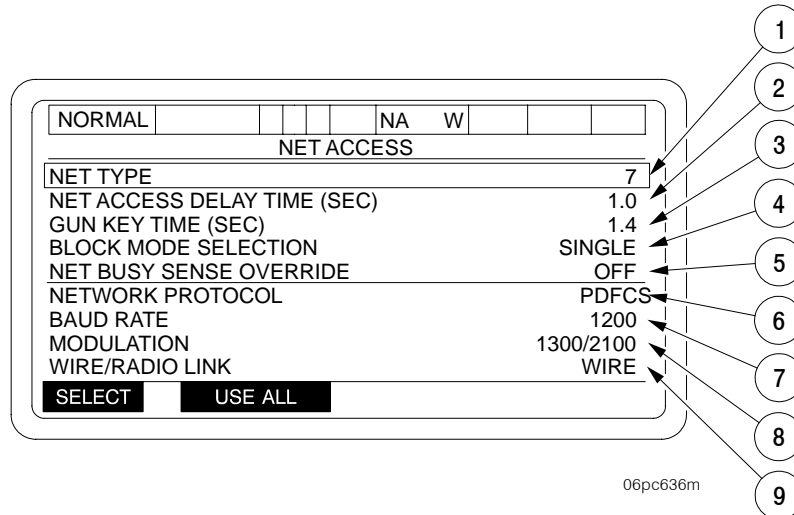 NORMAL NA W
NET ACCESS
NET TYPE 7
NET ACCESS DELAY TIME (SEC) 1.0
GUN KEY TIME (SEC) 1.4
BLOCK MODE SELECTION SINGLE
NET BUSY SENSE OVERRIDE OFF
NETWORK PROTOCOL PDFCS
BAUD RATE 1200
MODULATION 1300/2100
WIRE/RADIO LINK WIRE
SELECT USE ALL
1
2
3
4
5
6
7
8
9
06pc636m